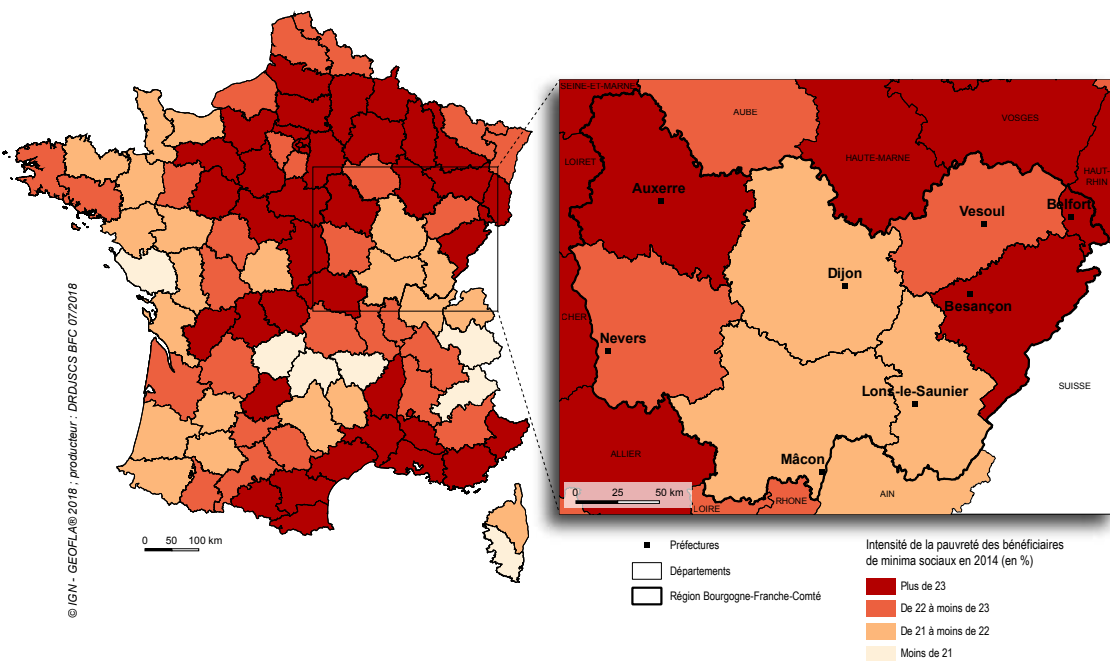 SEINE-ET-MARNE
AUBE
VOSGES
LOIRET
HAUTE-MARNE
HAUT-
RHIN
Auxerre
Belfort
Vesoul
Dijon
Besançon
CHER
Nevers
SUISSE
Lons-le-Saunier
ALLIER
Mâcon
AIN
RHONE
LOIRE
0 25 50 km
0 50 100 km
© IGN - GEOFLA® 2018 ; producteur : DRDJSCS BFC 07/2018
Préfectures
Départements
Région Bourgogne-Franche-Comté
Intensité de la pauvreté des bénéficiaires
de minima sociaux en 2014 (en %)
Plus de 23
De 22 à moins de 23
De 21 à moins de 22
Moins de 21